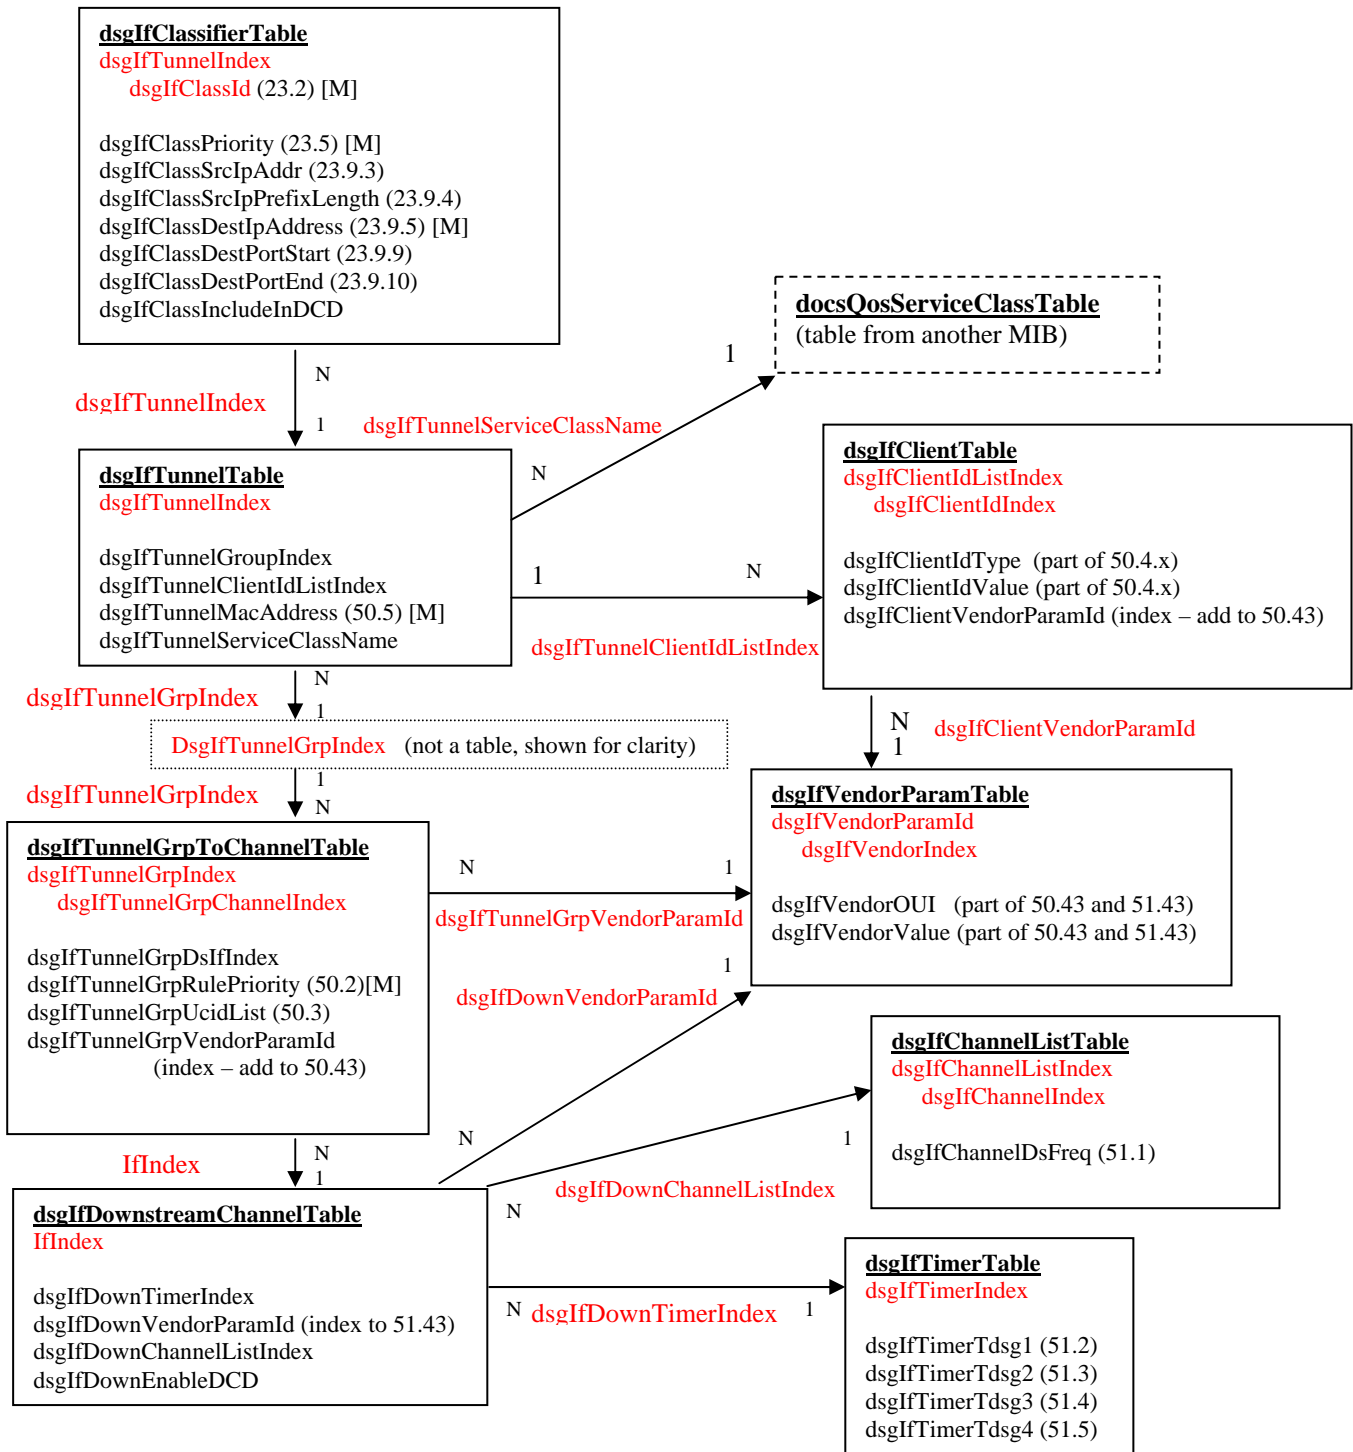 dsgIfClassifierTable
dsgIfTunnelIndex
dsgIfClassId (23.2) [M]
dsgIfClassPriority (23.5) [M]
dsgIfClassSrcIpAddr (23.9.3)
dsgIfClassSrcIpPrefixLength (23.9.4)
dsgIfClassDestIpAddress (23.9.5) [M]
dsgIfClassDestPortStart (23.9.9)
dsgIfClassDestPortEnd (23.9.10)
dsgIfClassIncludeInDCD
docsQosServiceClassTable
(table from another MIB)
1
N
dsgIfTunnelIndex
1
dsgIfTunnelServiceClassName
N
dsgIfTunnelTable
dsgIfTunnelIndex
dsgIfTunnelGroupIndex
dsgIfTunnelClientIdListIndex
dsgIfTunnelMacAddress (50.5) [M]
dsgIfTunnelServiceClassName
1
N
dsgIfTunnelClientIdListIndex
dsgIfClientTable
dsgIfClientIdListIndex
dsgIfClientIdIndex
dsgIfClientIdType (part of 50.4.x)
dsgIfClientIdValue (part of 50.4.x)
dsgIfClientVendorParamId (index – add to 50.43)
N
dsgIfTunnelGrpIndex
1
DsgIfTunnelGrpIndex (not a table, shown for clarity)
1
dsgIfTunnelGrpIndex
N
N
dsgIfClientVendorParamId
1
dsgIfVendorParamTable
dsgIfVendorParamId
dsgIfVendorIndex
dsgIfVendorOUI (part of 50.43 and 51.43)
dsgIfVendorValue (part of 50.43 and 51.43)
dsgIfTunnelGrpToChannelTable
dsgIfTunnelGrpIndex
dsgIfTunnelGrpChannelIndex
dsgIfTunnelGrpDsIfIndex
dsgIfTunnelGrpRulePriority (50.2)[M]
dsgIfTunnelGrpUcidList (50.3)
dsgIfTunnelGrpVendorParamId
(index – add to 50.43)
N
1
dsgIfTunnelGrpVendorParamId
1
dsgIfDownVendorParamId
N
dsgIfChannelListTable
dsgIfChannelListIndex
dsgIfChannelIndex
dsgIfChannelDsFreq (51.1)
1
dsgIfDownChannelListIndex
N
N
IfIndex
1
dsgIfDownstreamChannelTable
IfIndex
dsgIfDownTimerIndex
dsgIfDownVendorParamId (index to 51.43)
dsgIfDownChannelListIndex
dsgIfDownEnableDCD
N
dsgIfDownTimerIndex
1
dsgIfTimerTable
dsgIfTimerIndex
dsgIfTimerTdsg1 (51.2)
dsgIfTimerTdsg2 (51.3)
dsgIfTimerTdsg3 (51.4)
dsgIfTimerTdsg4 (51.5)